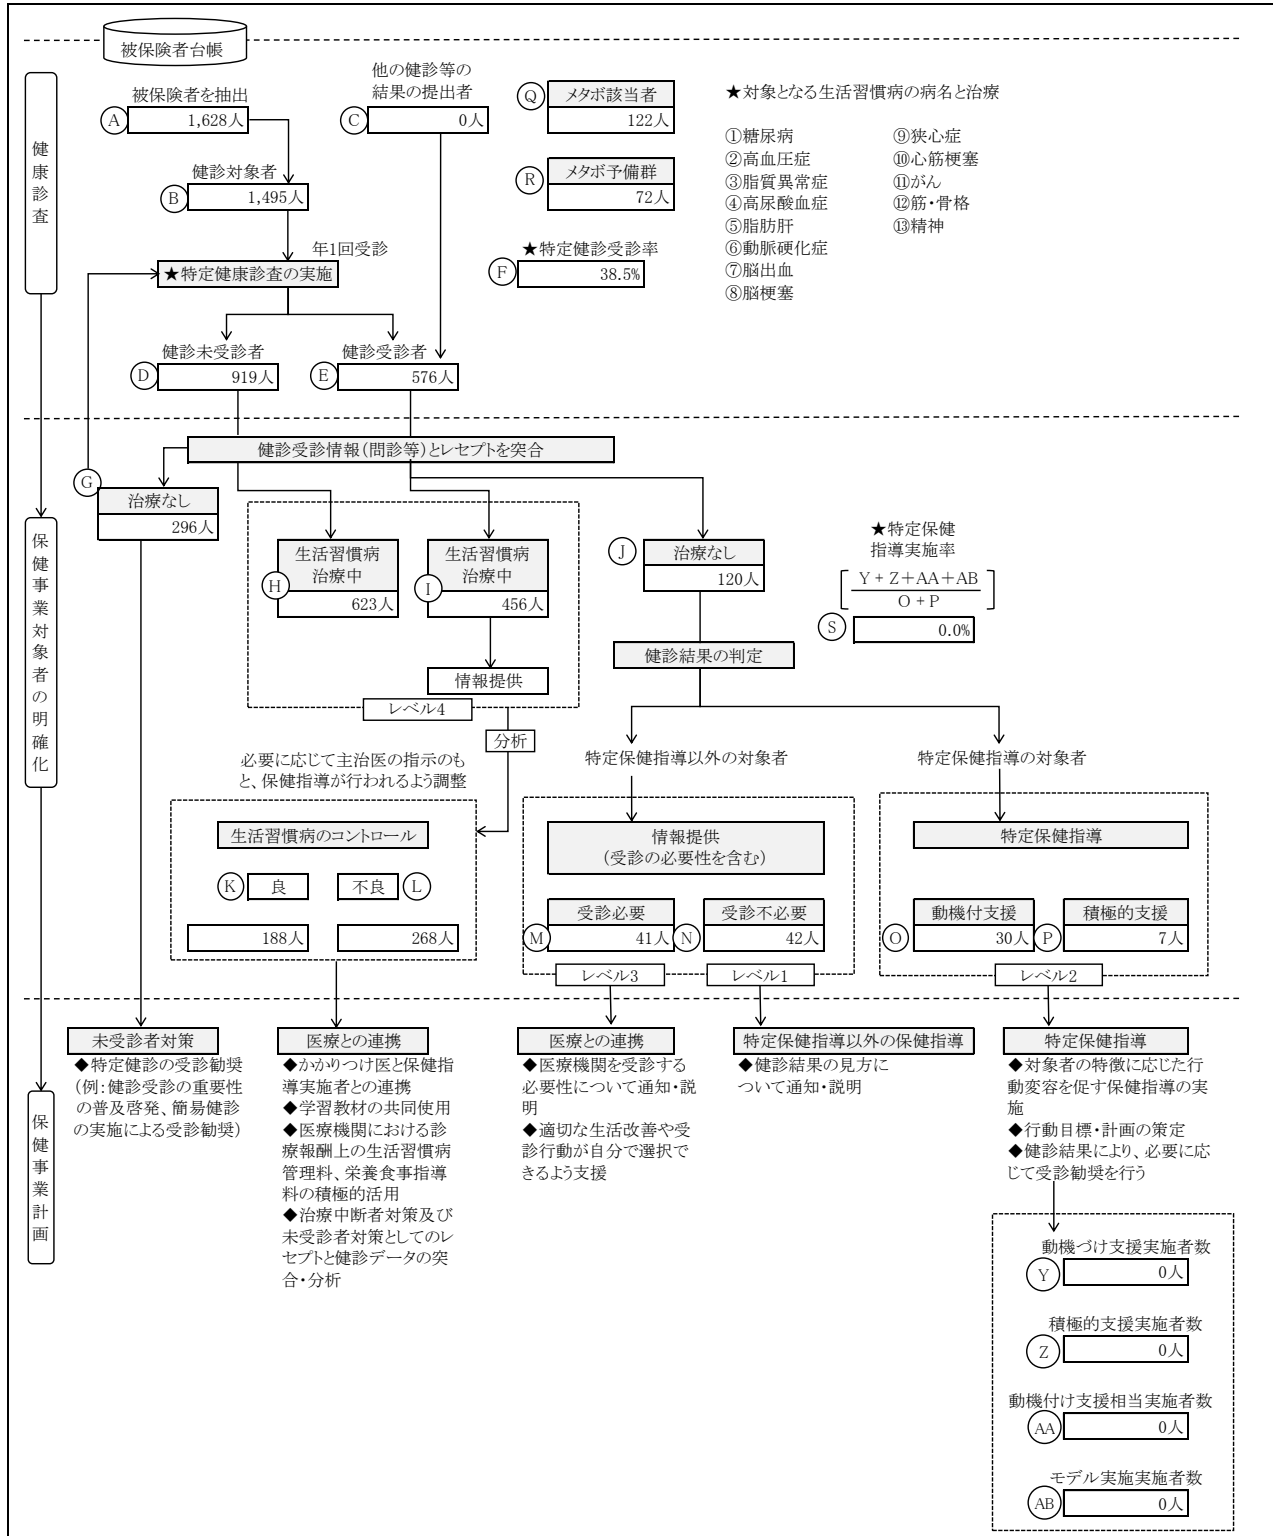 被保険者台帳
健康診査
被保険者を抽出
A
1,628人
他の健診等の
結果の提出者
C
0人
Q
メタボ該当者
122人
R
メタボ予備群
72人
★特定健診受診率
F
38.5%
★対象となる生活習慣病の病名と治療
①糖尿病
②高血圧症
③脂質異常症
④高尿酸血症
⑤脂肪肝
⑥動脈硬化症
⑦脳出血
⑧脳梗塞
⑨狭心症
⑩心筋梗塞
⑪がん
⑫筋・骨格
⑬精神
健診対象者
B
1,495人
年1回受診
★特定健康診査の実施
健診未受診者
D
919人
健診受診者
E
576人
保健事業対象者の明確化
健診受診情報(問診等)とレセプトを突合
G
治療なし
296人
生活習慣病
治療中
H
623人
生活習慣病
治療中
I
456人
情報提供
レベル4
分析
J
治療なし
120人
健診結果の判定
★特定保健
指導実施率
Y + Z+AA+AB
O + P
S
0.0%
必要に応じて主治医の指示のも
と、保健指導が行われるよう調整
特定保健指導以外の対象者
特定保健指導の対象者
生活習慣病のコントロール
K
良
不良
L
188人
268人
情報提供
(受診の必要性を含む)
受診必要
M
41人
N
受診不必要
42人
レベル3
レベル1
特定保健指導
動機付支援
O
30人
P
積極的支援
7人
レベル2
保健事業計画
未受診者対策
◆特定健診の受診勧奨
(例:健診受診の重要性
の普及啓発、簡易健診
の実施による受診勧奨)
医療との連携
◆かかりつけ医と保健指
導実施者との連携
◆学習教材の共同使用
◆医療機関における診
療報酬上の生活習慣病
管理料、栄養食事指導
料の積極的活用
◆治療中断者対策及び
未受診者対策としてのレ
セプトと健診データの突
合・分析
医療との連携
◆医療機関を受診する
必要性について通知・説
明
◆適切な生活改善や受
診行動が自分で選択で
きるよう支援
特定保健指導以外の保健指導
◆健診結果の見方に
ついて通知・説明
特定保健指導
◆対象者の特徴に応じた行
動変容を促す保健指導の実
施
◆行動目標・計画の策定
◆健診結果により、必要に応
じて受診勧奨を行う
動機づけ支援実施者数
Y
0人
積極的支援実施者数
Z
0人
動機付け支援相当実施者数
AA
0人
モデル実施実施者数
AB
0人